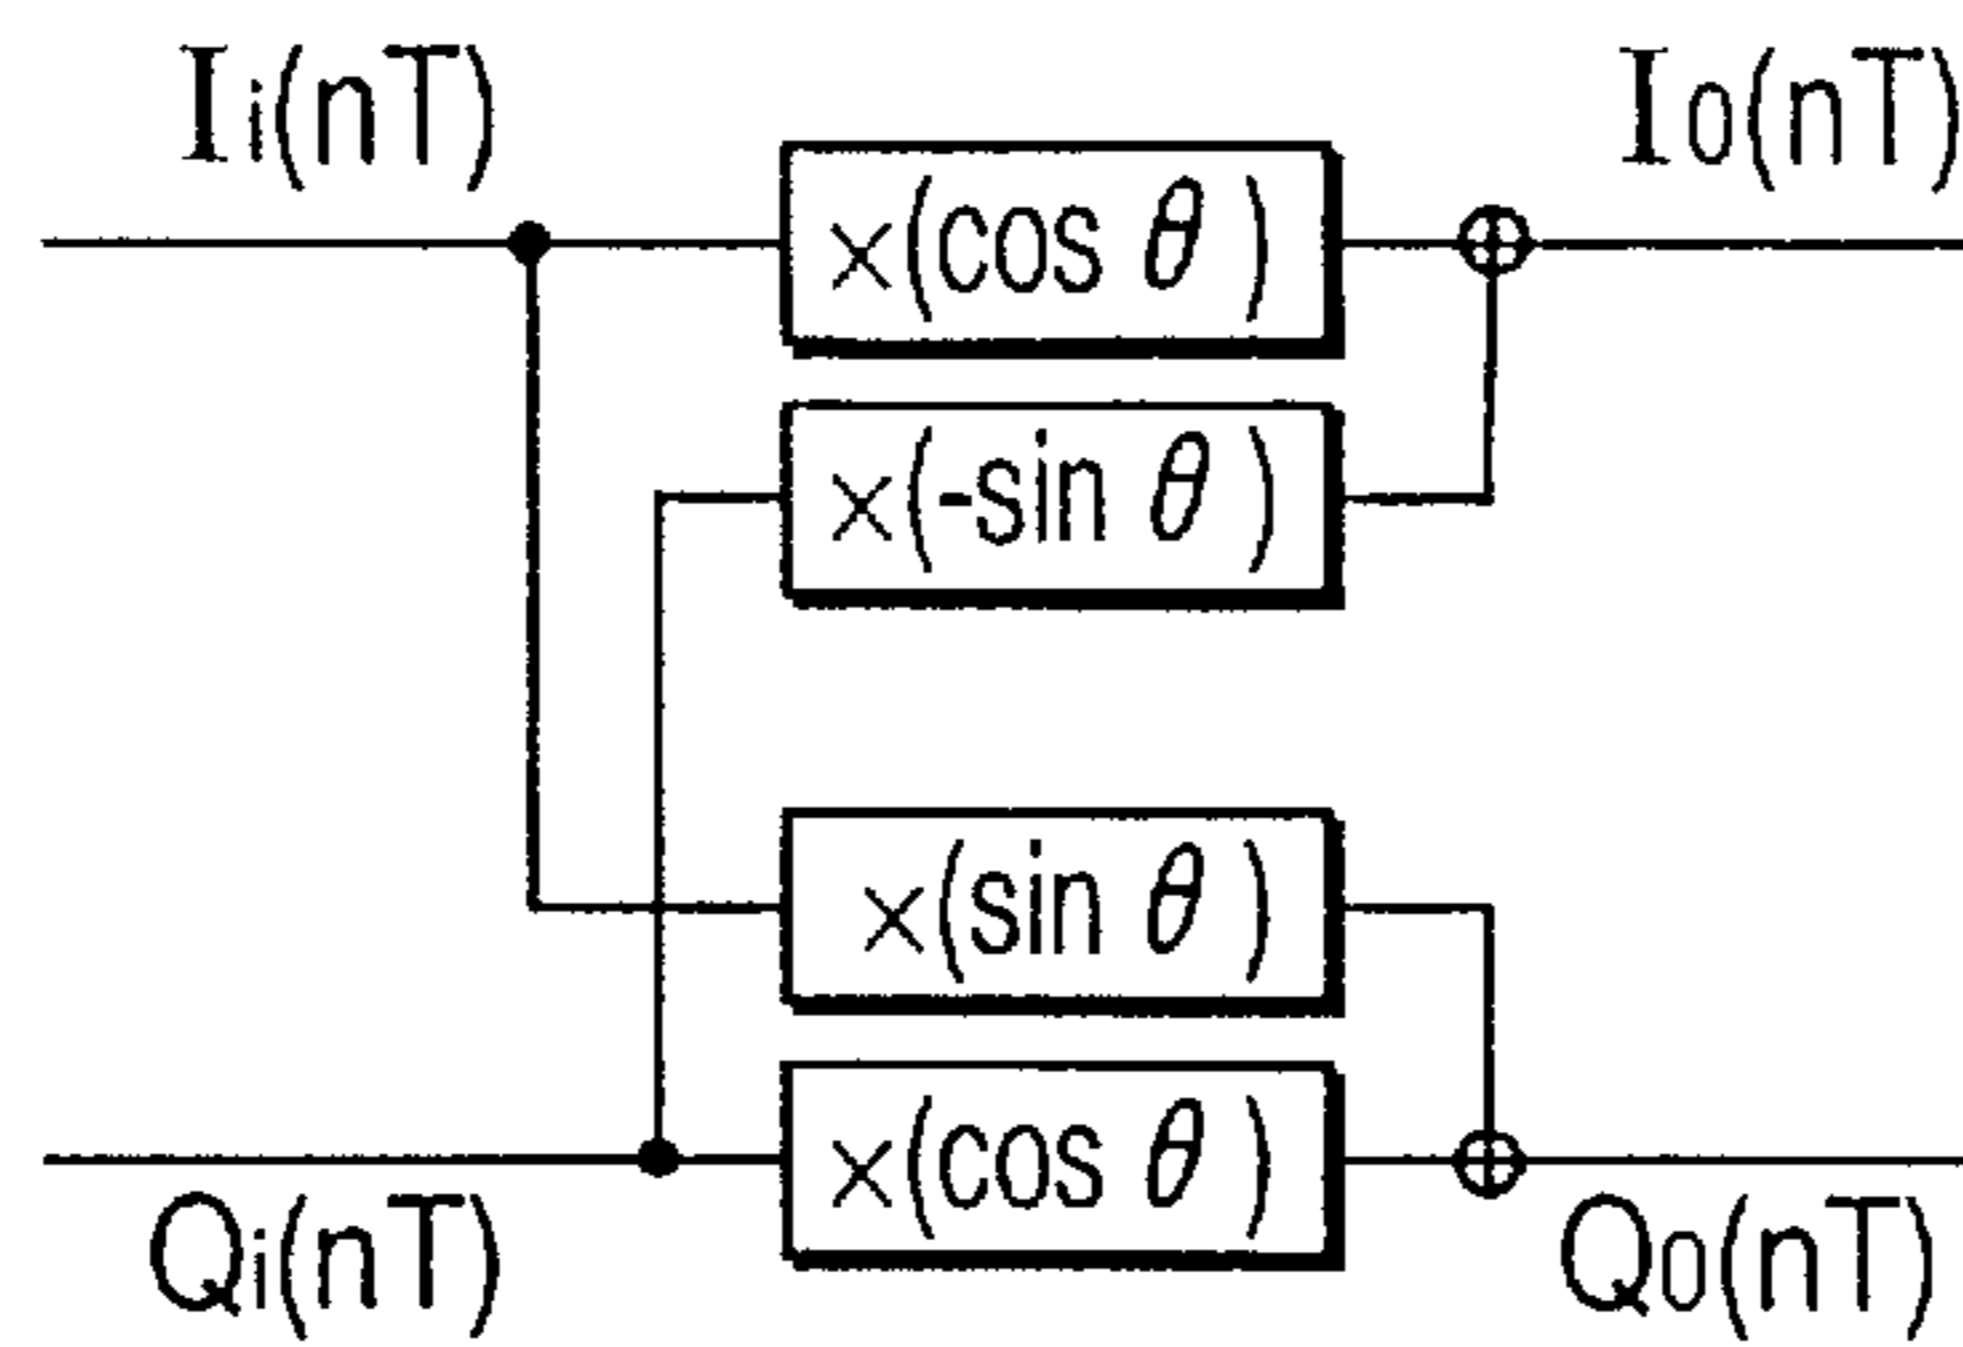 Ii(nT)
Io(nT)
×(cos θ)
×(-sin θ)
×(sin θ)
×(cos θ)
Qi(nT)
Qo(nT)